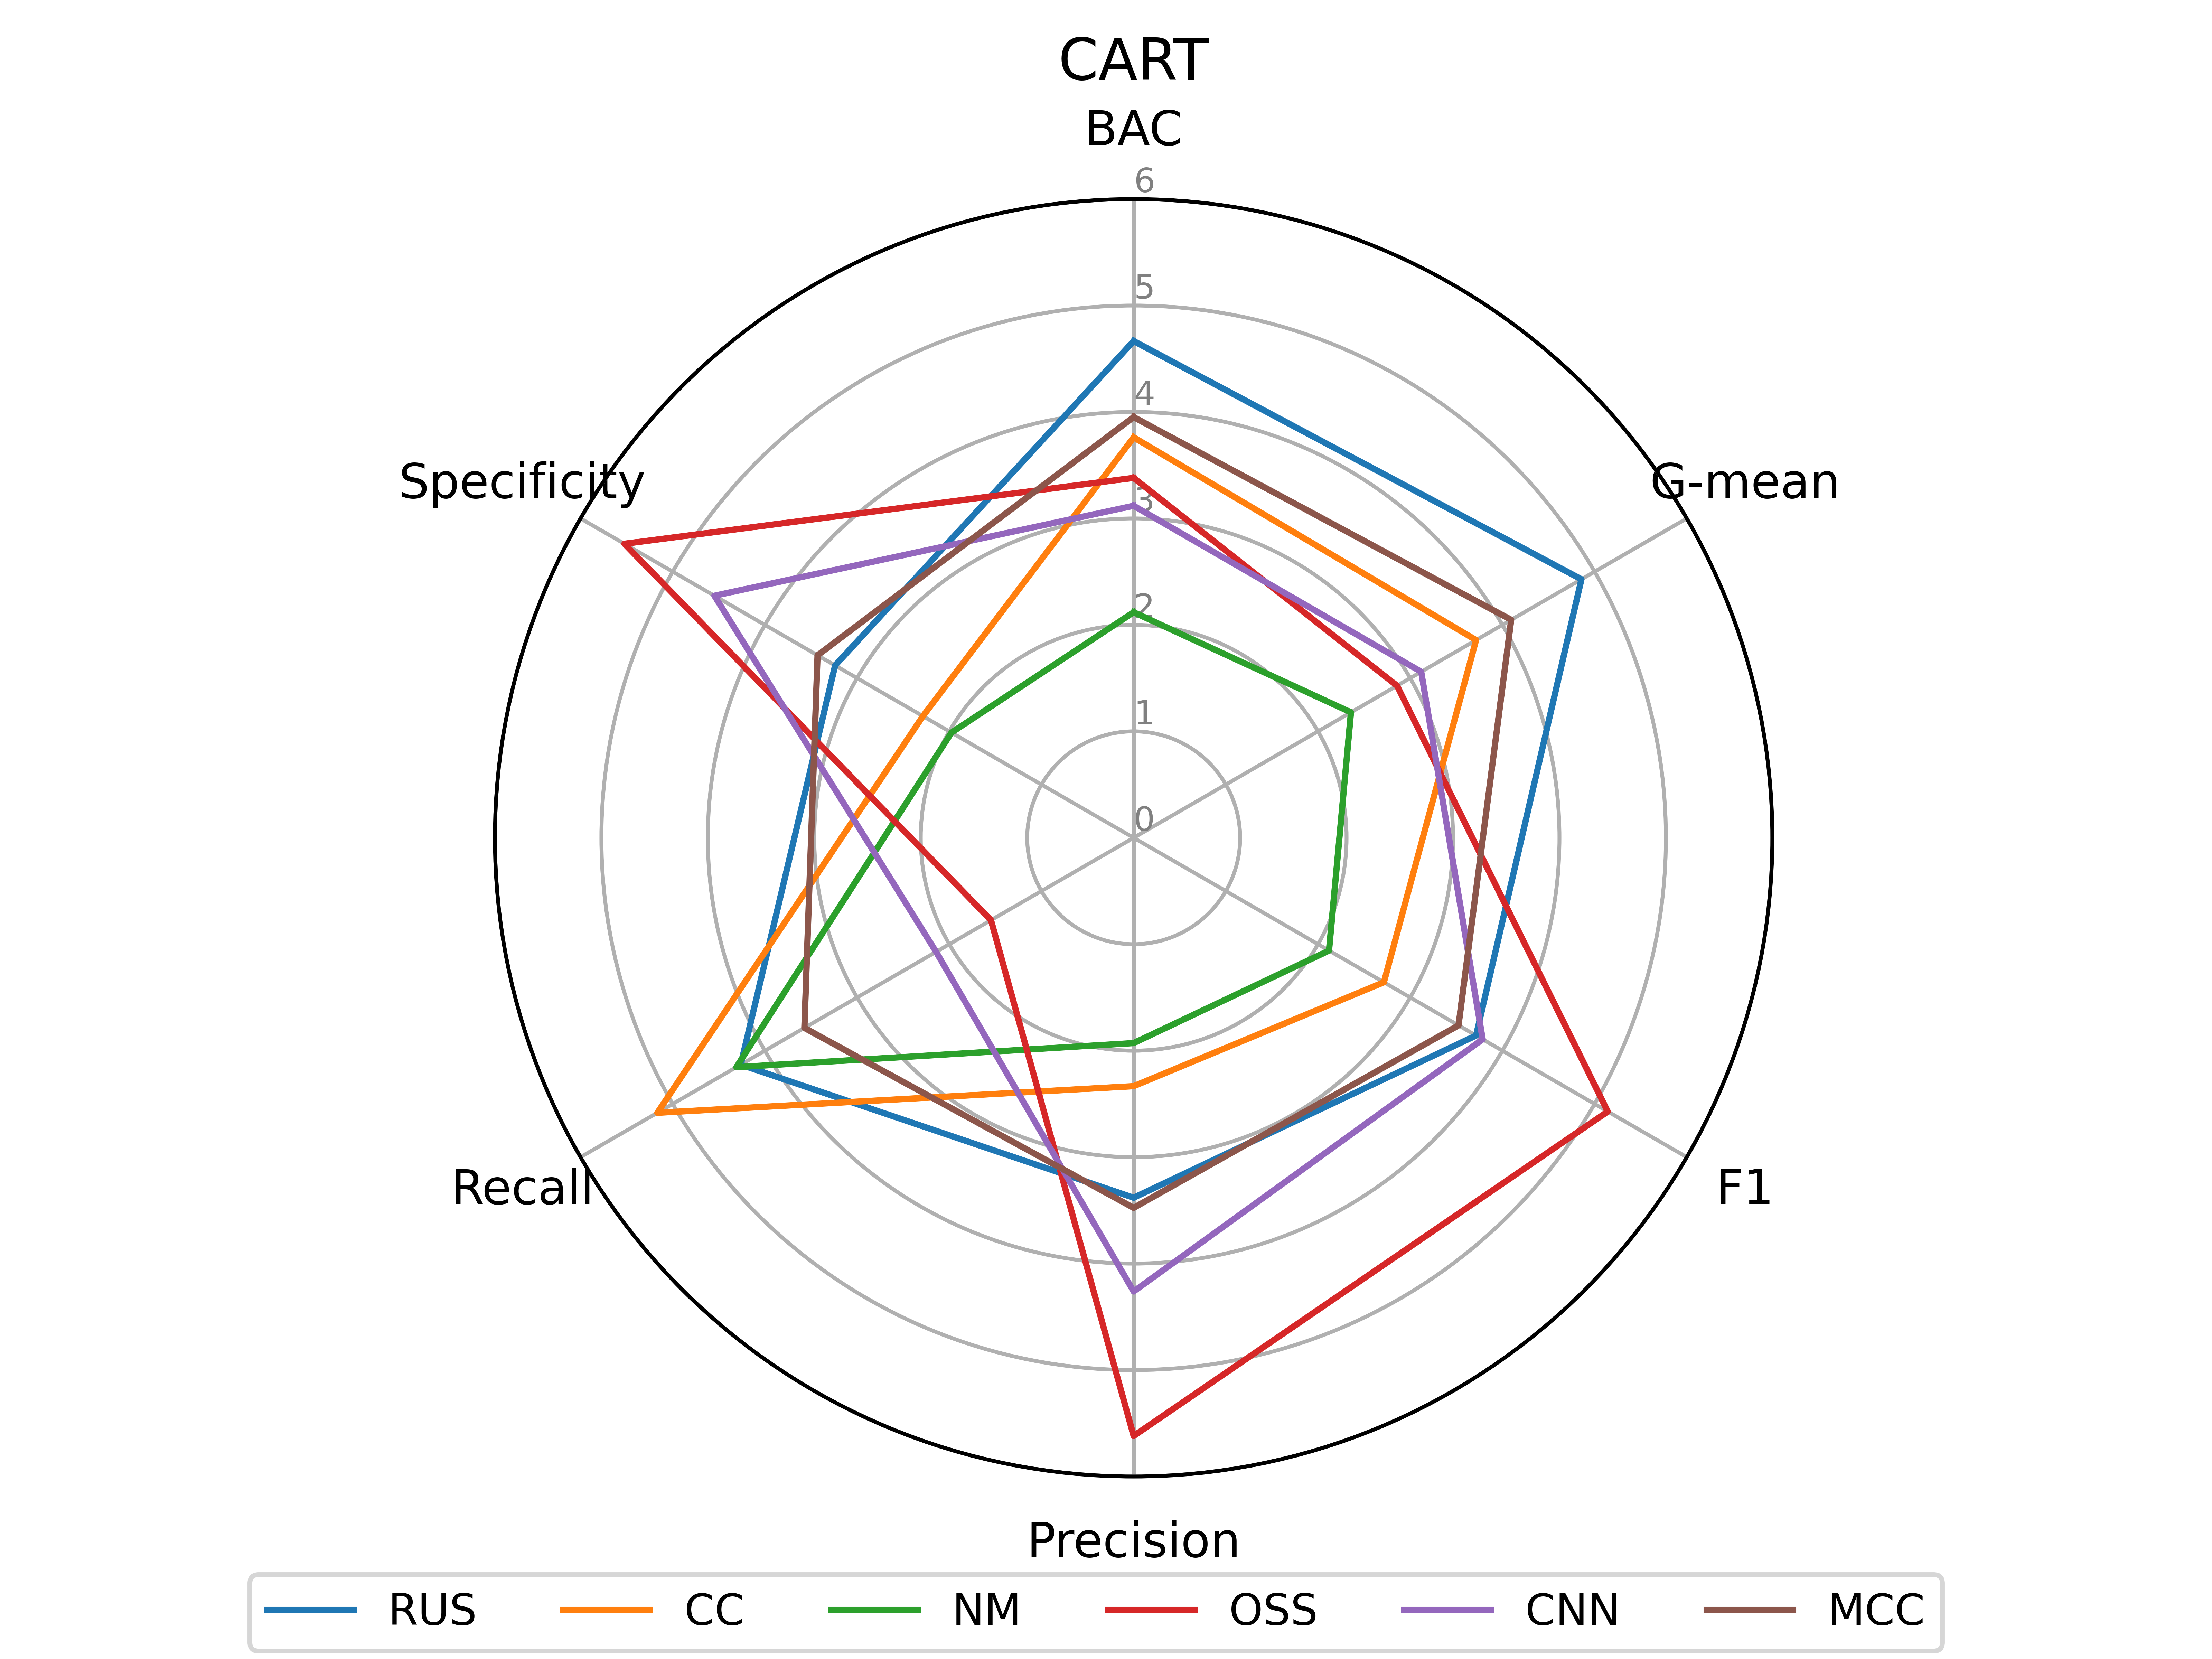 CART
BAC
6
5
4
3
2
1
0
Specificity
G-mean
Recall
F1
Precision
RUS CC NM OSS CNN MCC